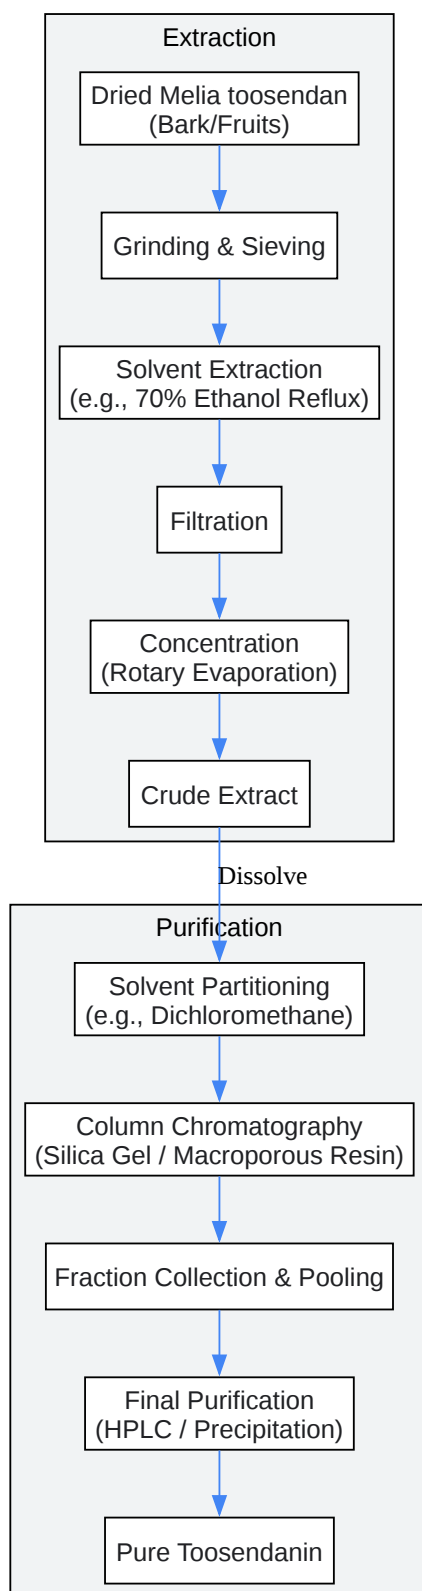 Extraction
Dried Melia toosendan
(Bark/Fruits)
Grinding & Sieving
Solvent Extraction
(e.g., 70% Ethanol Reflux)
Filtration
Concentration
(Rotary Evaporation)
Crude Extract
Dissolve
Purification
Solvent Partitioning
(e.g., Dichloromethane)
Column Chromatography
(Silica Gel / Macroporous Resin)
Fraction Collection & Pooling
Final Purification
(HPLC / Precipitation)
Pure Toosendanin